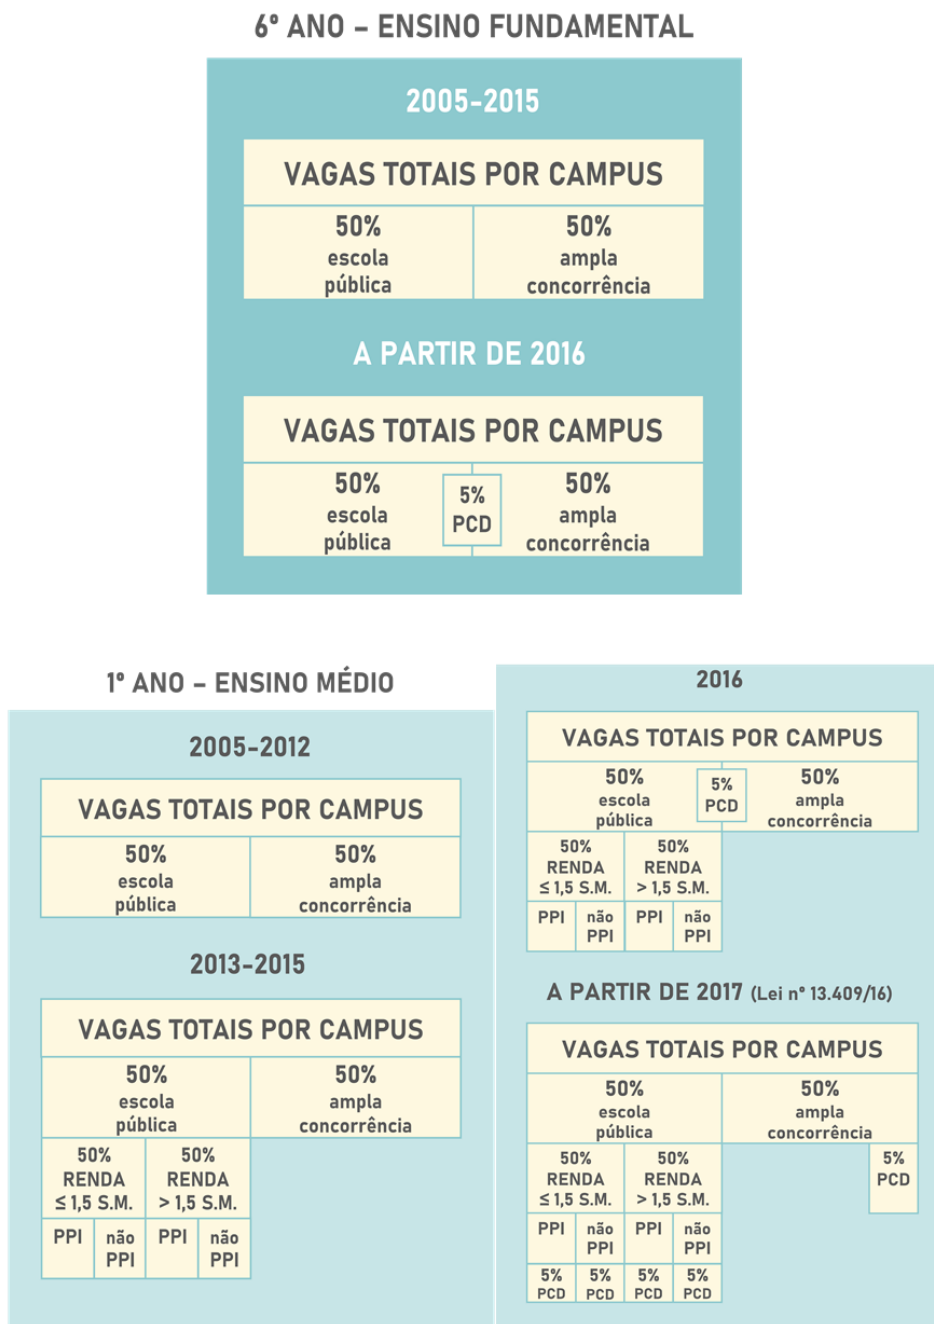 6º ANO – ENSINO FUNDAMENTAL
2005-2015
VAGAS TOTAIS POR CAMPUS
50%
escola
pública
50%
ampla
concorrência
A PARTIR DE 2016
VAGAS TOTAIS POR CAMPUS
50%
escola
pública
5%
PCD
50%
ampla
concorrência
1º ANO – ENSINO MÉDIO
2005-2012
VAGAS TOTAIS POR CAMPUS
50%
escola
pública
50%
ampla
concorrência
2013-2015
VAGAS TOTAIS POR CAMPUS
50%
escola
pública
50%
ampla
concorrência
50%
RENDA
≤ 1,5 S.M.
50%
RENDA
> 1,5 S.M.
PPI
não
PPI
PPI
não
PPI
2016
VAGAS TOTAIS POR CAMPUS
50%
escola
pública
5%
PCD
50%
ampla
concorrência
50%
RENDA
≤ 1,5 S.M.
50%
RENDA
> 1,5 S.M.
PPI
não
PPI
PPI
não
PPI
A PARTIR DE 2017 (Lei nº 13.409/16)
VAGAS TOTAIS POR CAMPUS
50%
escola
pública
50%
ampla
concorrência
50%
RENDA
≤ 1,5 S.M.
50%
RENDA
> 1,5 S.M.
5%
PCD
PPI
não
PPI
PPI
não
PPI
5%
PCD
5%
PCD
5%
PCD
5%
PCD